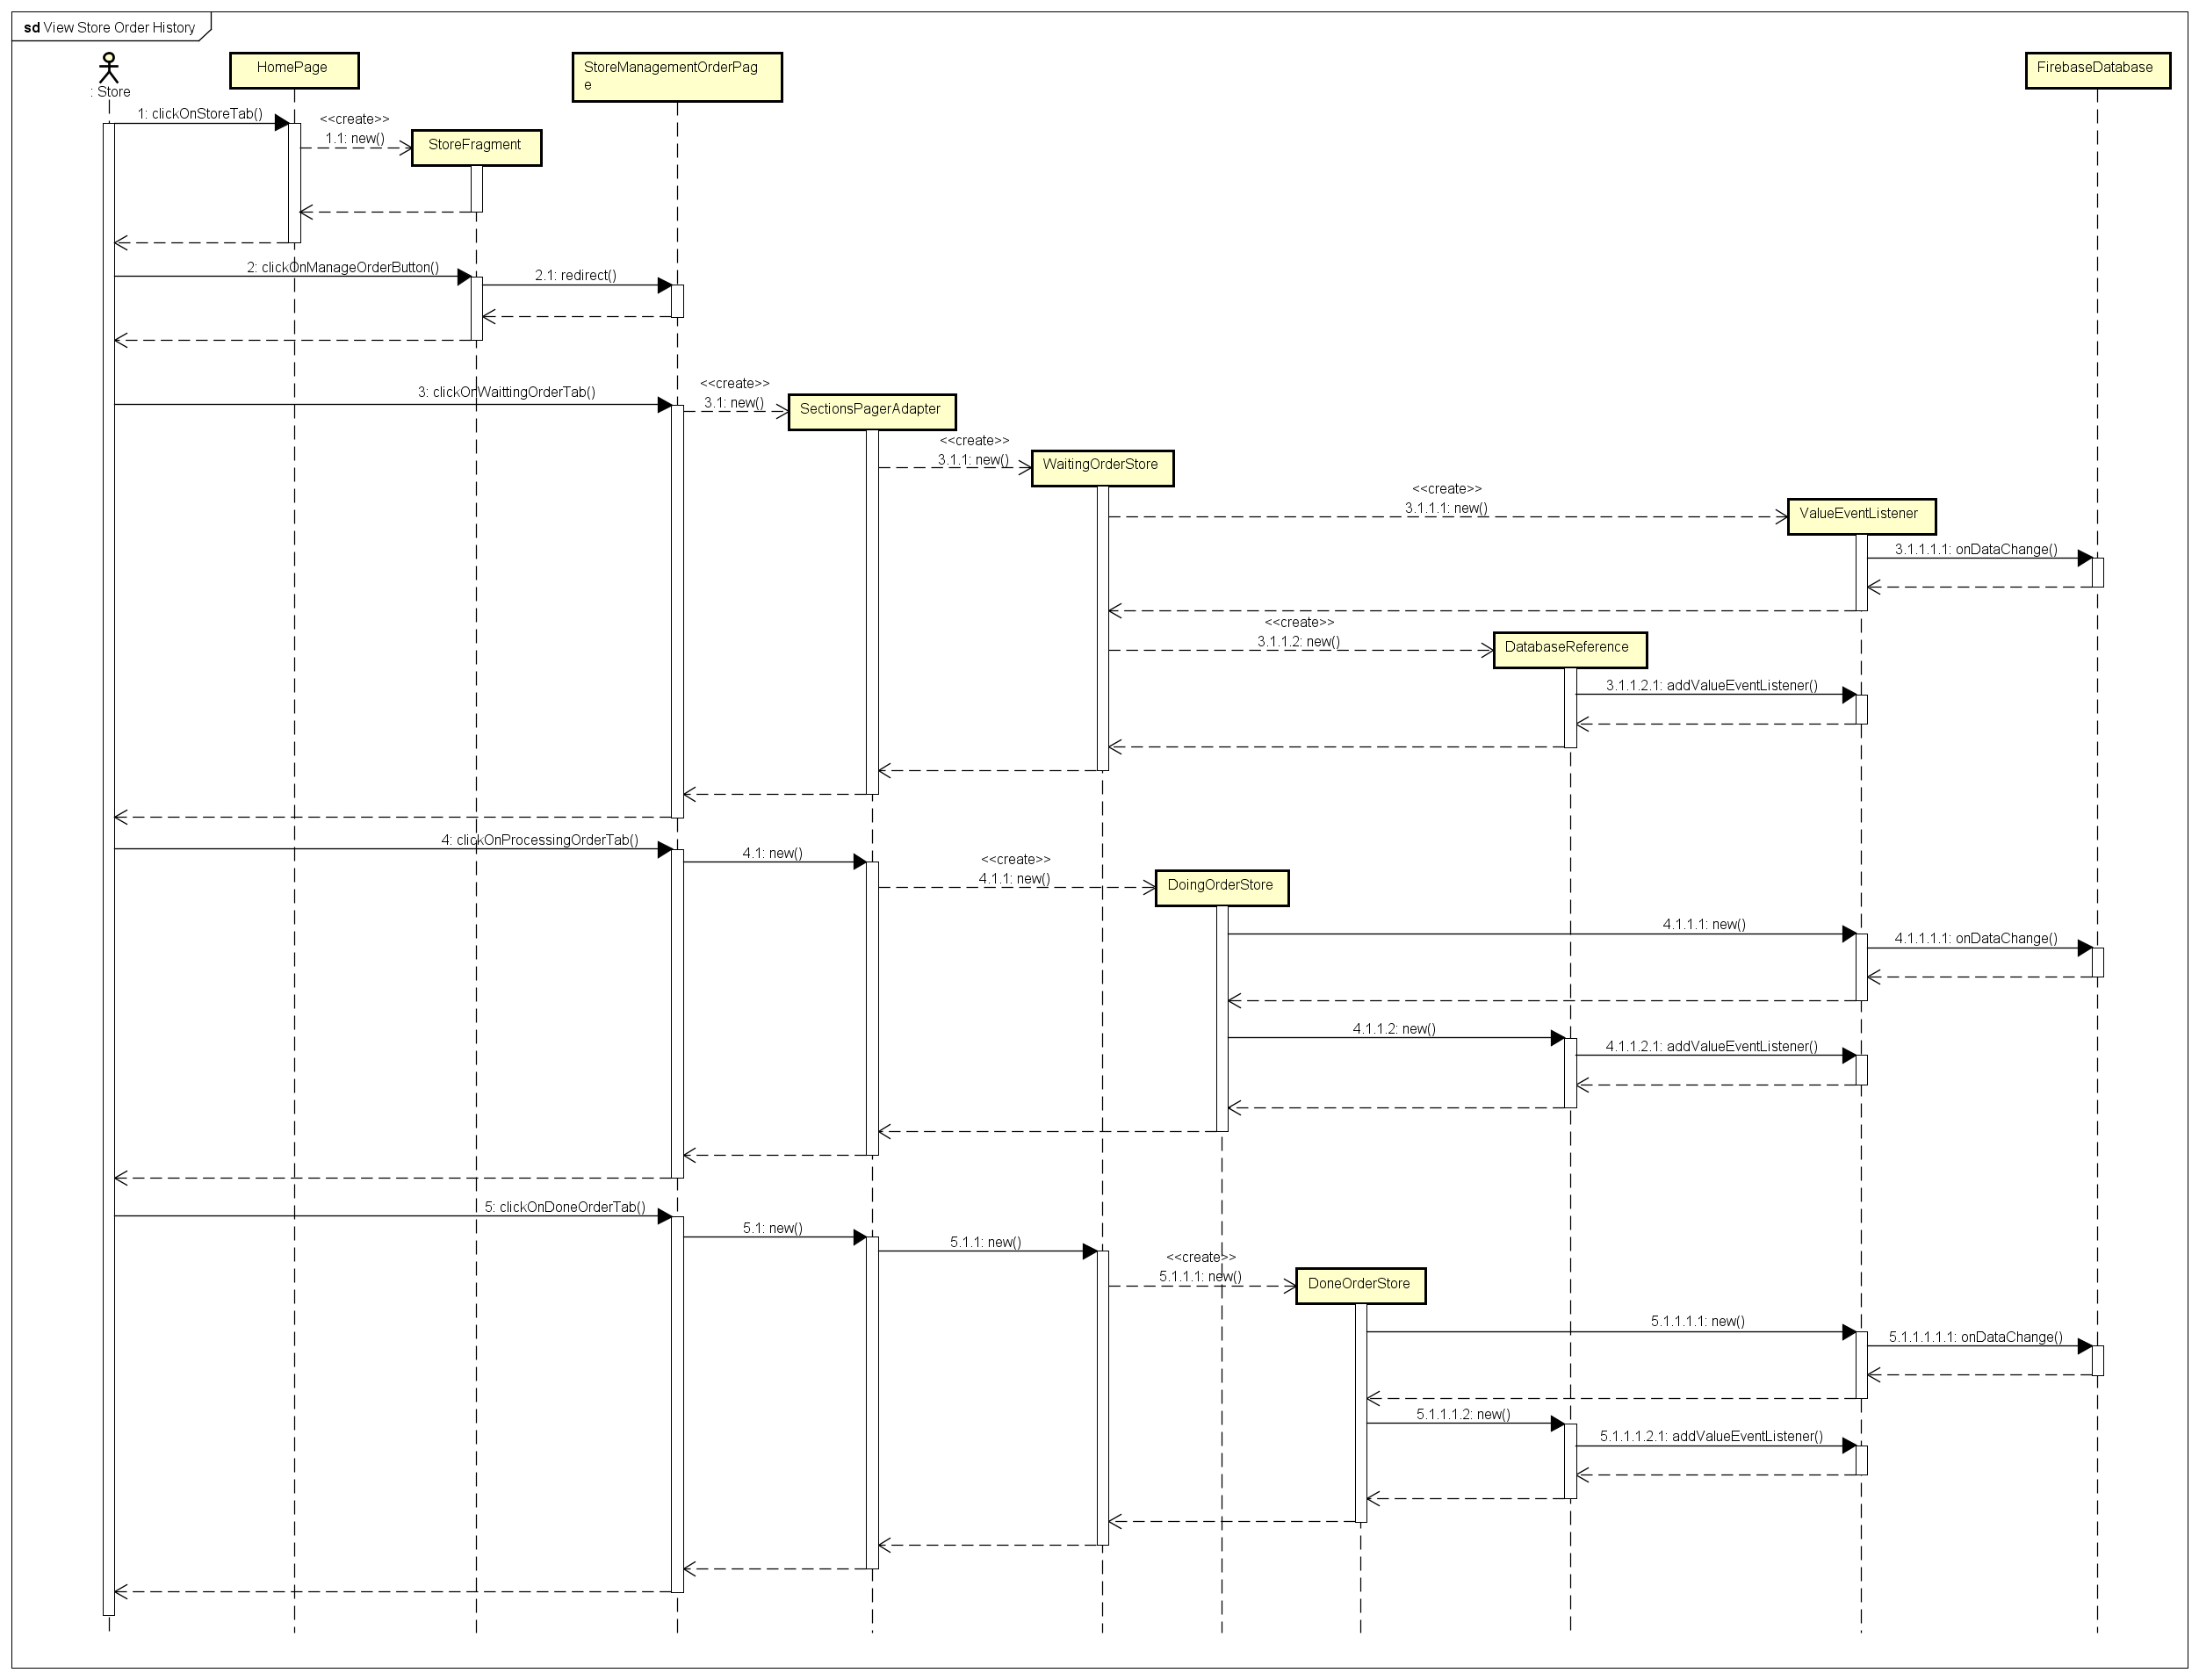 sd View Store Order History
: Store
HomePage
StoreManagementOrderPag
e
FirebaseDatabase
1: clickOnStoreTab()
<<create>>
1.1: new()
StoreFragment
2: clickOnManageOrderButton()
2.1: redirect()
3: clickOnWaittingOrderTab()
<<create>>
3.1: new()
SectionsPagerAdapter
<<create>>
3.1.1: new()
WaitingOrderStore
<<create>>
3.1.1.1: new()
ValueEventListener
3.1.1.1.1: onDataChange()
<<create>>
3.1.1.2: new()
DatabaseReference
3.1.1.2.1: addValueEventListener()
4: clickOnProcessingOrderTab()
4.1: new()
<<create>>
4.1.1: new()
DoingOrderStore
4.1.1.1: new()
4.1.1.1.1: onDataChange()
4.1.1.2: new()
4.1.1.2.1: addValueEventListener()
5: clickOnDoneOrderTab()
5.1: new()
5.1.1: new()
<<create>>
5.1.1.1: new()
DoneOrderStore
5.1.1.1.1: new()
5.1.1.1.1.1: onDataChange()
5.1.1.1.2: new()
5.1.1.1.2.1: addValueEventListener()